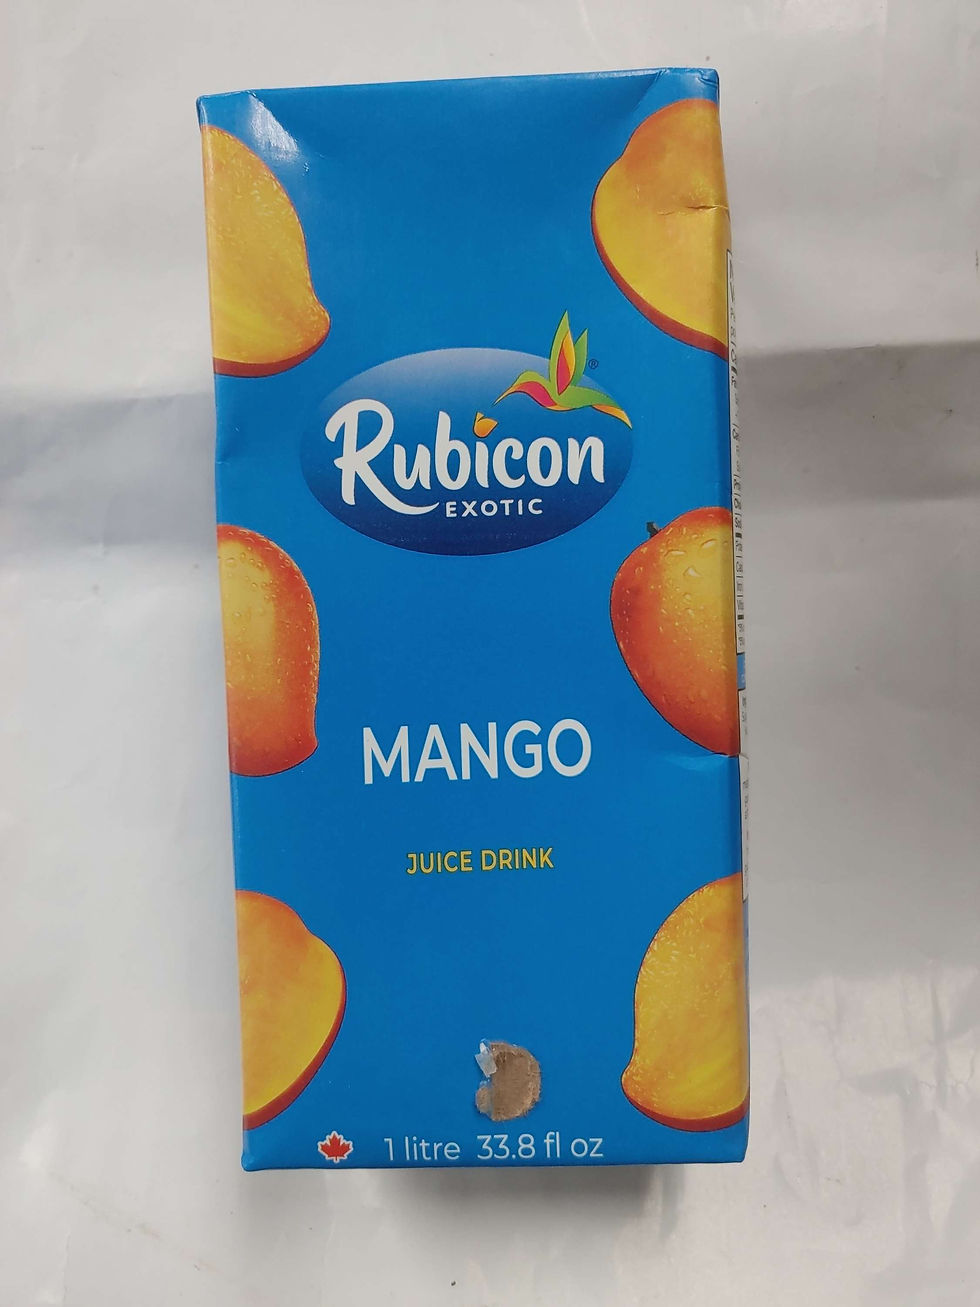 Rubicon®
EXOTIC
MANGO
JUICE DRINK
1 litre 33.8 fl oz